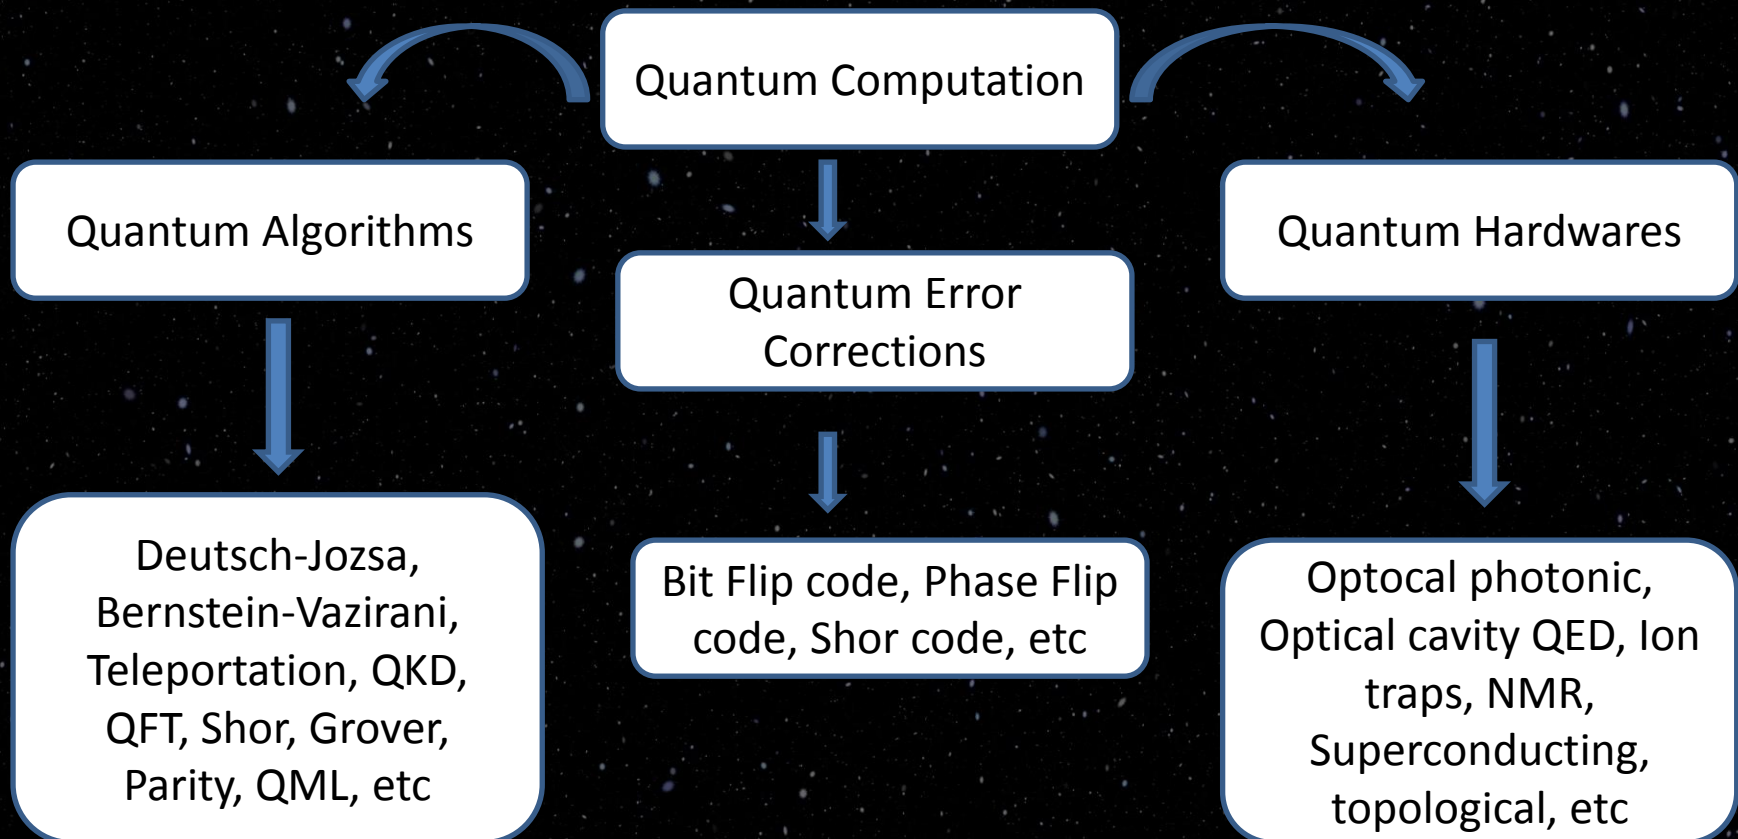 Quantum Computation
Quantum Algorithms
Quantum Error
Corrections
Quantum Hardwares
Deutsch-Jozsa,
Bernstein-Vazirani,
Teleportation, QKD,
QFT, Shor, Grover,
Parity, QML, etc
Bit Flip code, Phase Flip
code, Shor code, etc
Optocal photonic,
Optical cavity QED, Ion
traps, NMR,
Superconducting,
topological, etc